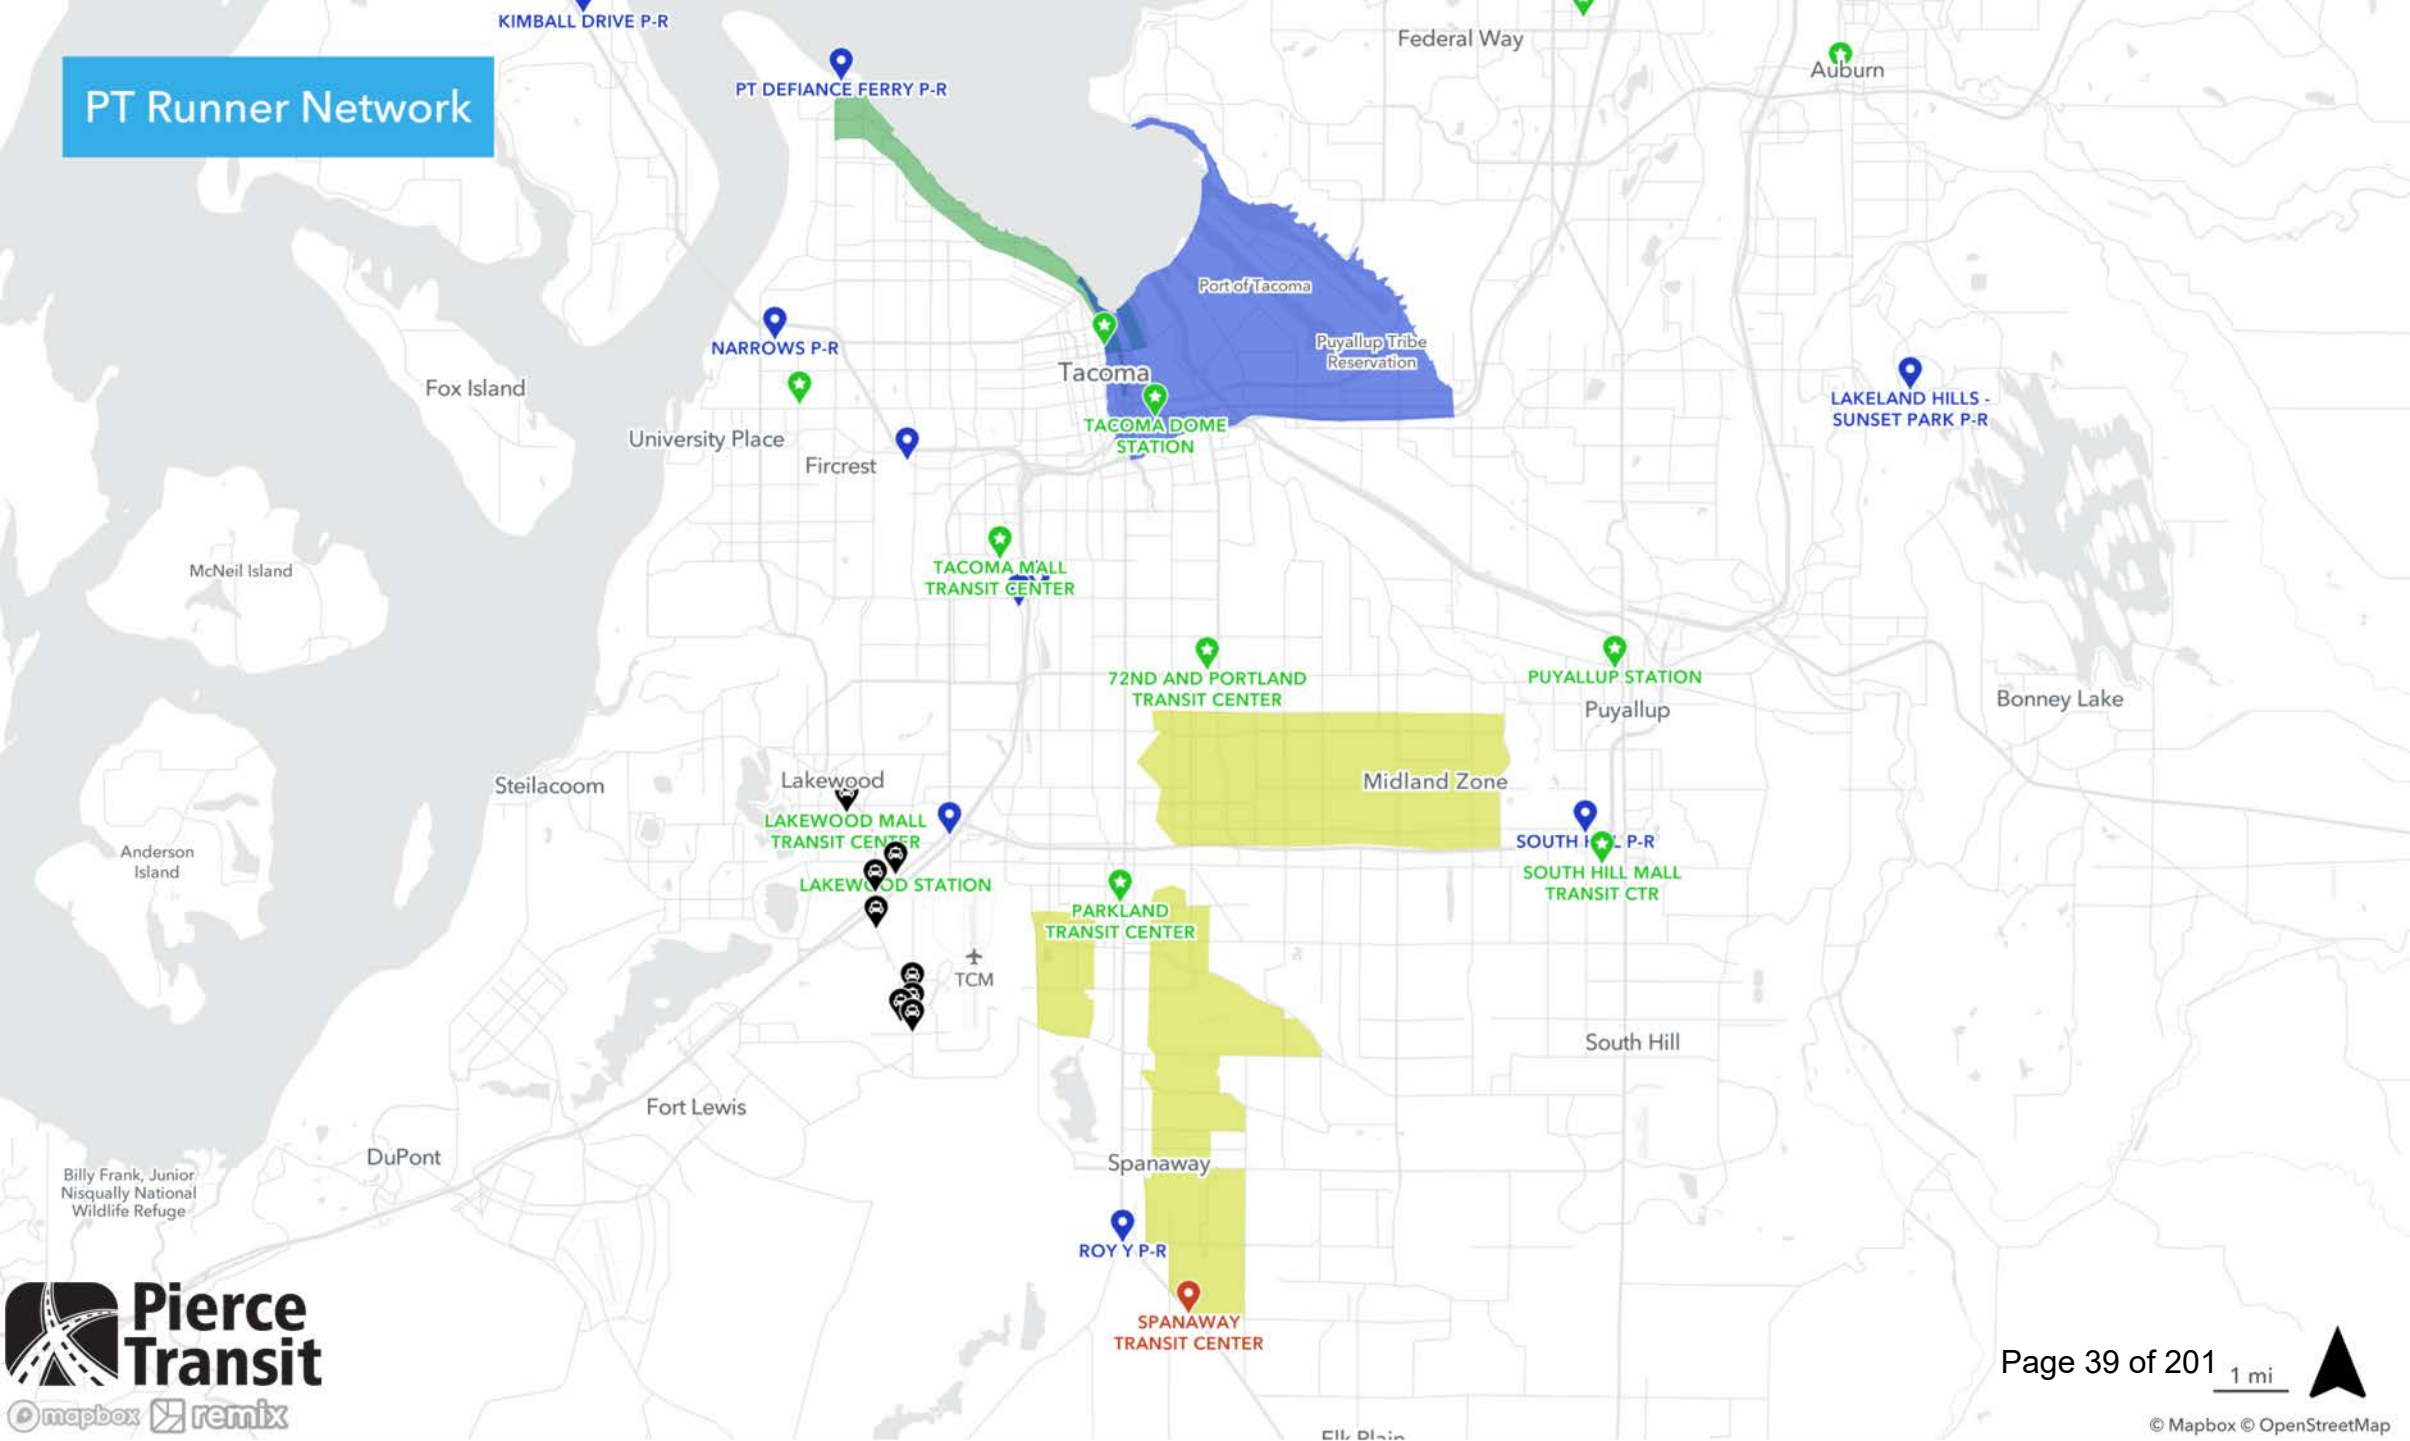 KIMBALL DRIVE P-R
Federal Way
Auburn
PT Runner Network
PT DEFIANCE FERRY P-R
Port of Tacoma
Puyallup Tribe
Reservation
NARROWS P-R
Tacoma
Fox Island
LAKELAND HILLS -
SUNSET PARK P-R
TACOMA DOME
STATION
University Place
Fircrest
McNeil Island
TACOMA MALL
TRANSIT CENTER
72ND AND PORTLAND
TRANSIT CENTER
PUYALLUP STATION
Puyallup
Bonney Lake
Steilacoom
Lakewood
Midland Zone
LAKEWOOD MALL
TRANSIT CENTER
SOUTH HILL P-R
Anderson
Island
SOUTH HILL MALL
TRANSIT CTR
LAKEWOOD STATION
PARKLAND
TRANSIT CENTER
TCM
South Hill
Fort Lewis
DuPont
Spanaway
Billy Frank, Junior
Nisqually National
Wildlife Refuge
ROY Y P-R
SPANAWAY
TRANSIT CENTER
Pierce
Transit
mapbox remix
Page 39 of 201
1 mi
© Mapbox © OpenStreetMap
Elk Plain